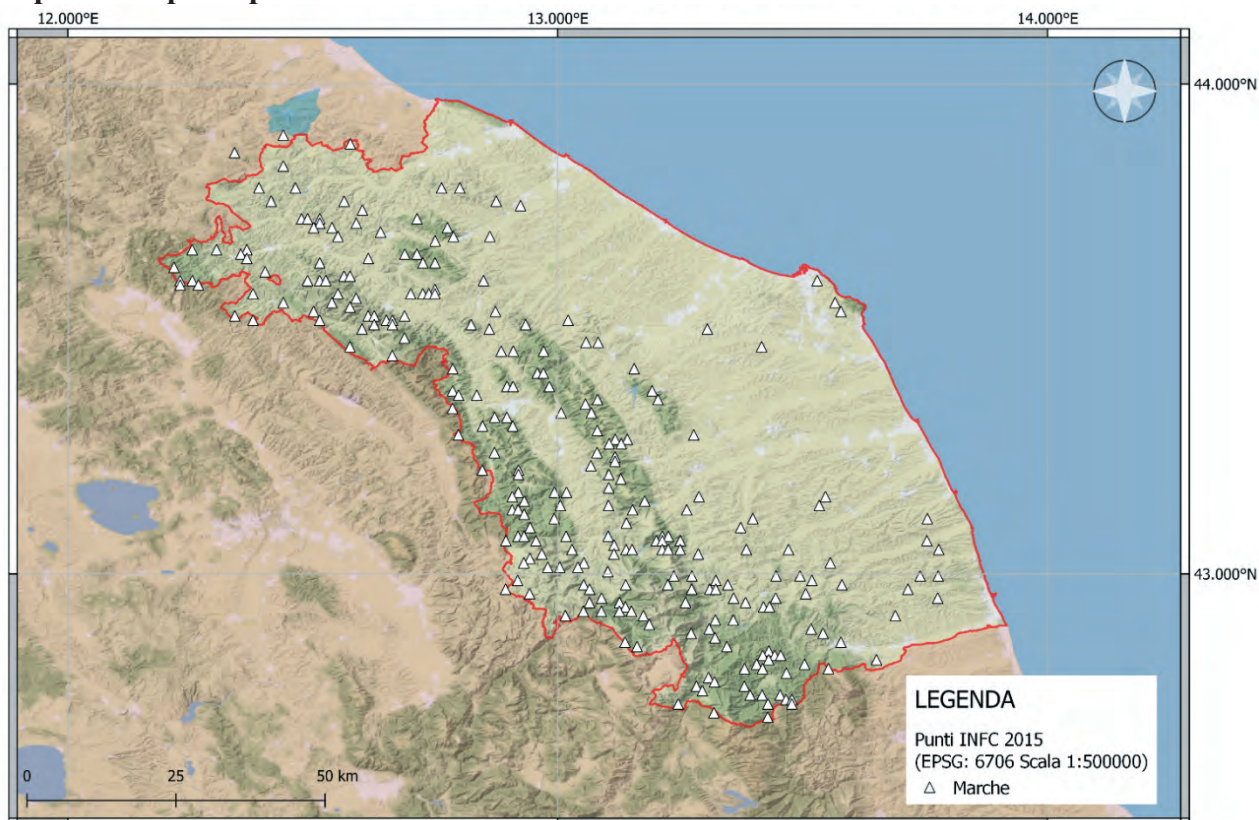 12.000°E 13.000°E 14.000°E
44.000°N
43.000°N
LEGENDA
Punti INFC 2015
(EPSG: 6706 Scala 1:500000)
Marche
0 25 50 km